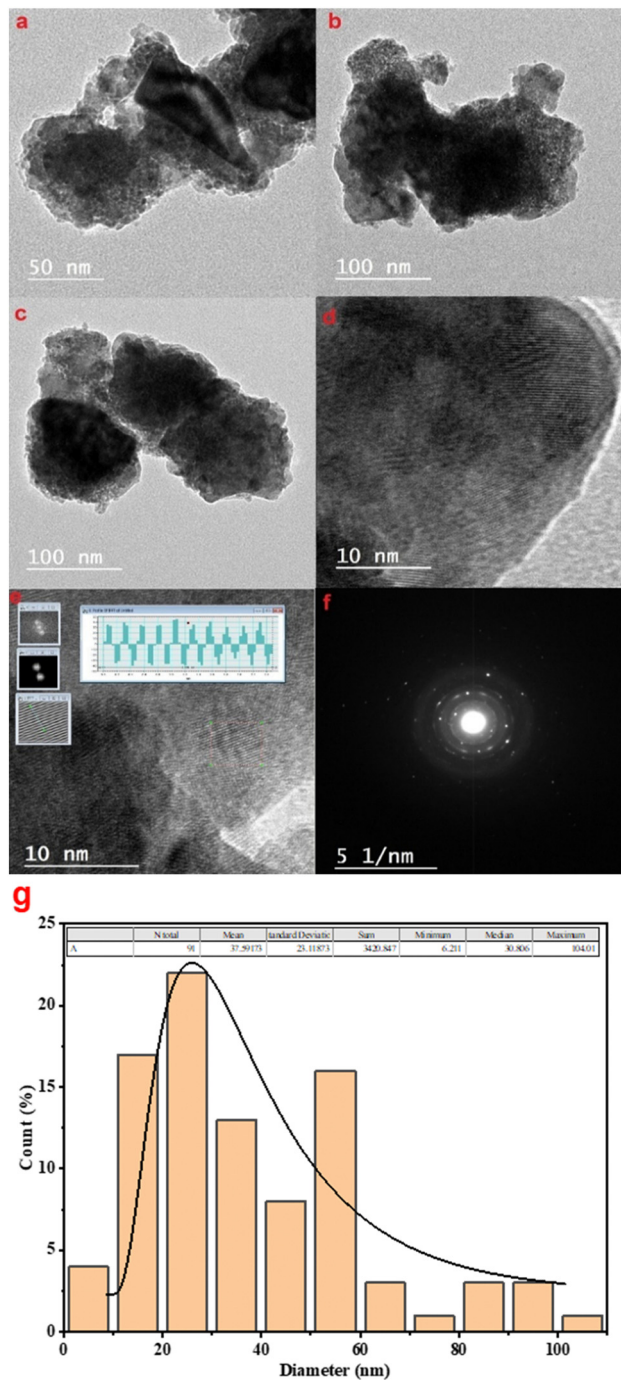 a
b
50 nm
100 nm
c
d
100 nm
10 nm
f
10 nm
5 1/nm
g
N total Mean tandard Deviatic Sum Minimum Median Maximum
A 91 37.59173 23.11873 3420.847 6.211 30.806 104.01
25
20
15
10
5
0
Count (%)
0 20 40 60 80 100
Diameter (nm)